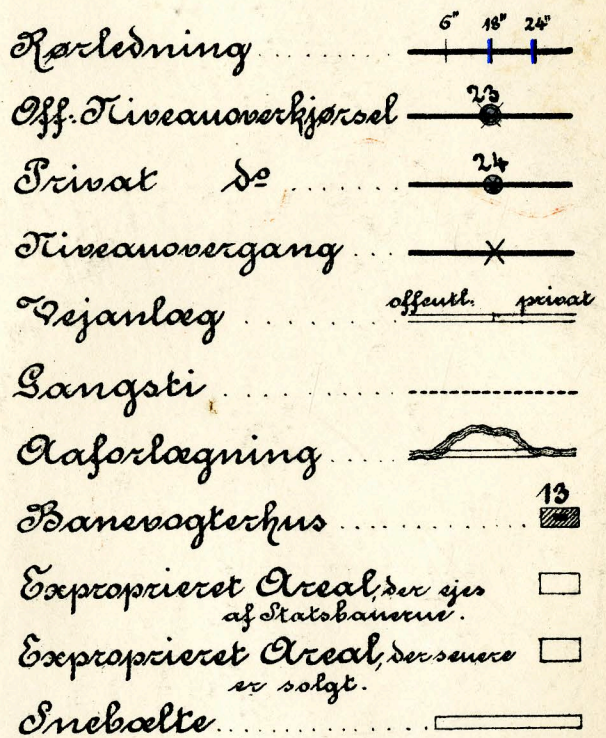 6" 18" 24"
Rørledning
23
Off: Niveauoverkjørsel
24
Privat do
Niveauovergang
Vejanlæg offentl: privat
Gangsti
Aaforlægning
13
Banevogterhus
Exproprieret Areal, der ejes
af Statsbanerne.
Exproprieret Areal, der senere
er solgt.
Snebælte